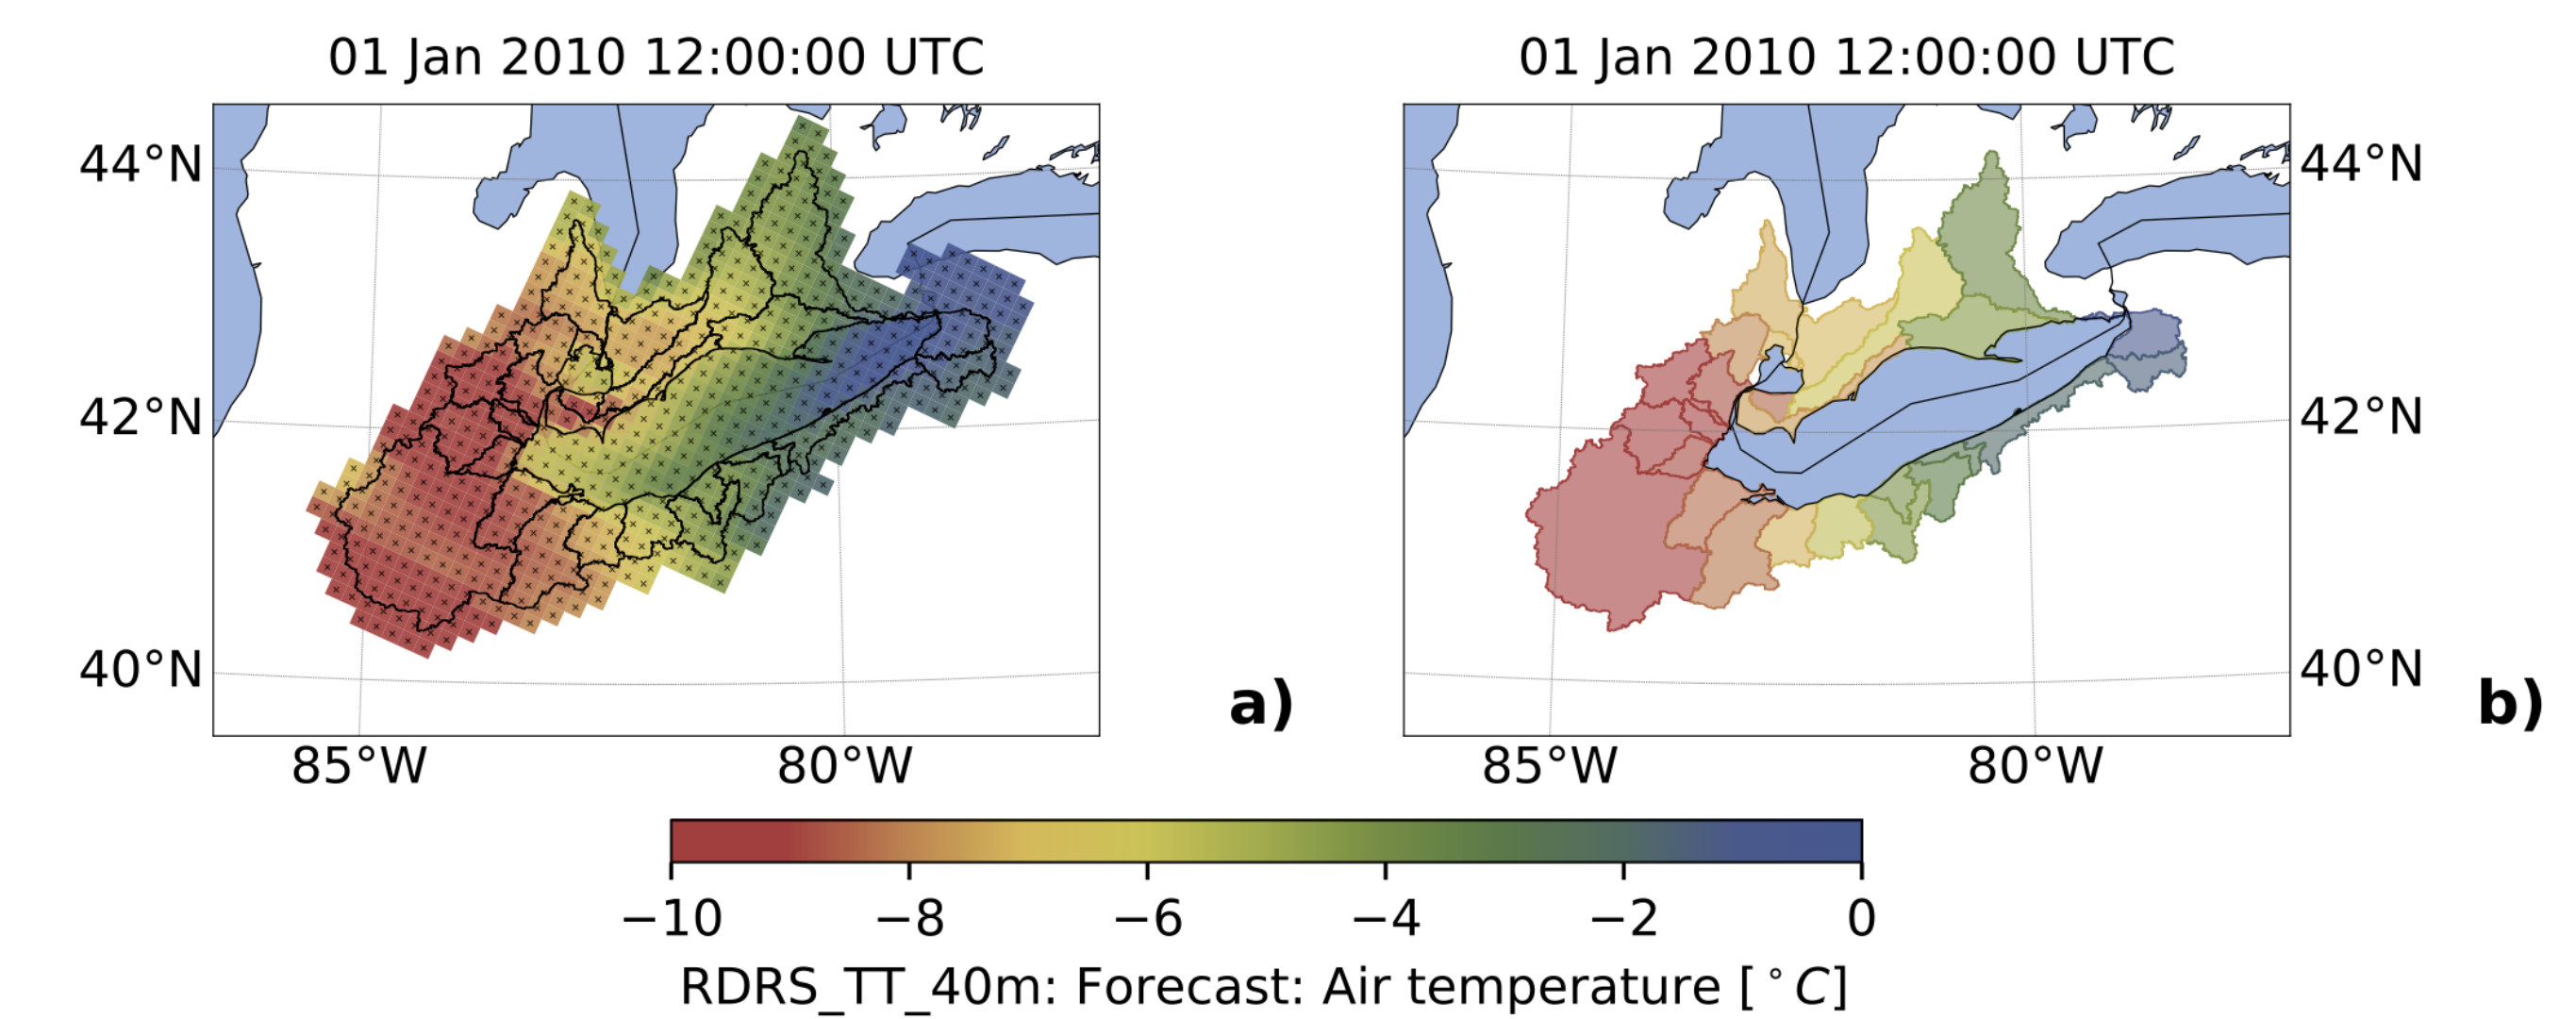 01 Jan 2010 12:00:00 UTC
01 Jan 2010 12:00:00 UTC
44°N
44°N
42°N
42°N
40°N
40°N
a)
b)
85°W
80°W
85°W
80°W
−10
−8
−6
−4
−2
0
RDRS_TT_40m: Forecast: Air temperature [°C]